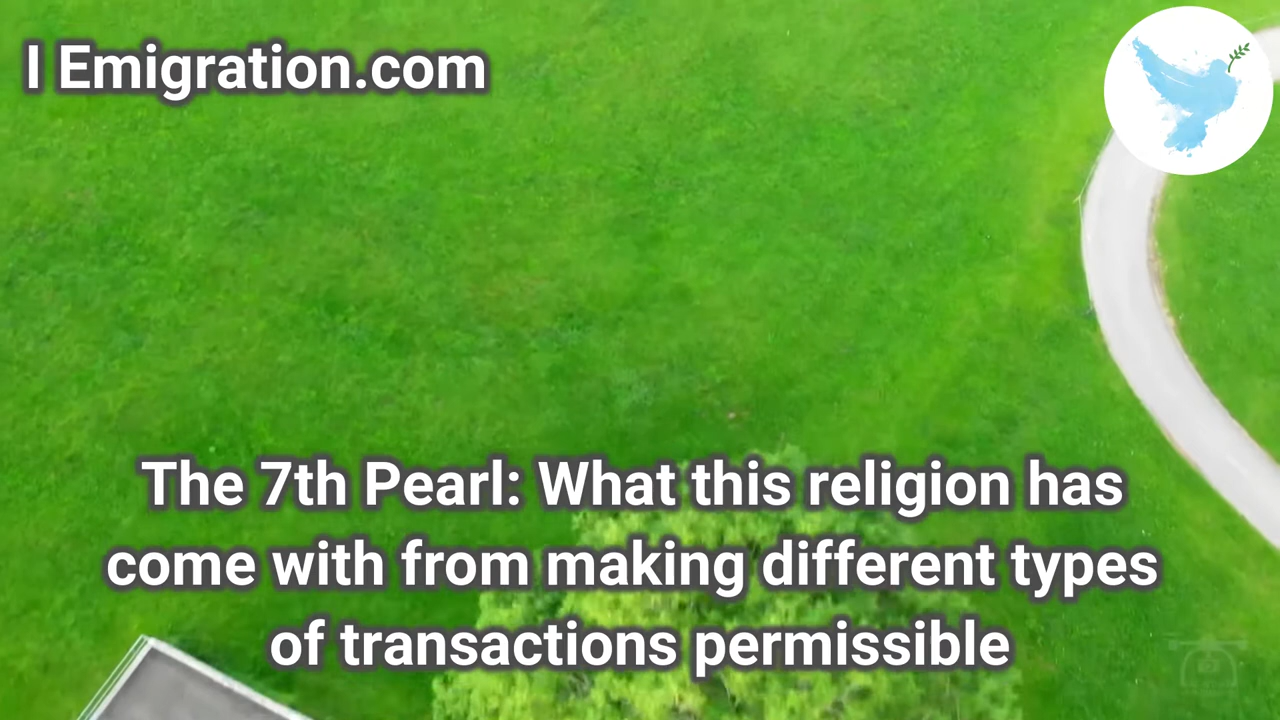 I Emigration.com
The 7th Pearl: What this religion has
come with from making different types
of transactions permissible